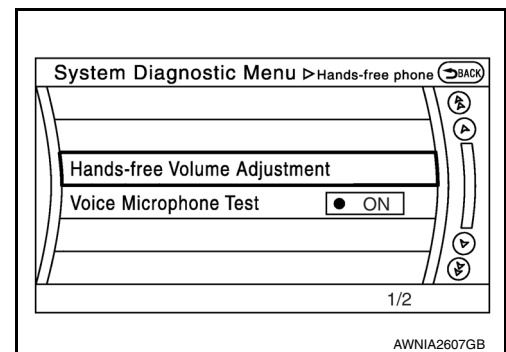 System Diagnostic Menu ▷Hands-free phone BACK
Hands-free Volume Adjustment
Voice Microphone Test ON
1/2
AWNIA2607GB